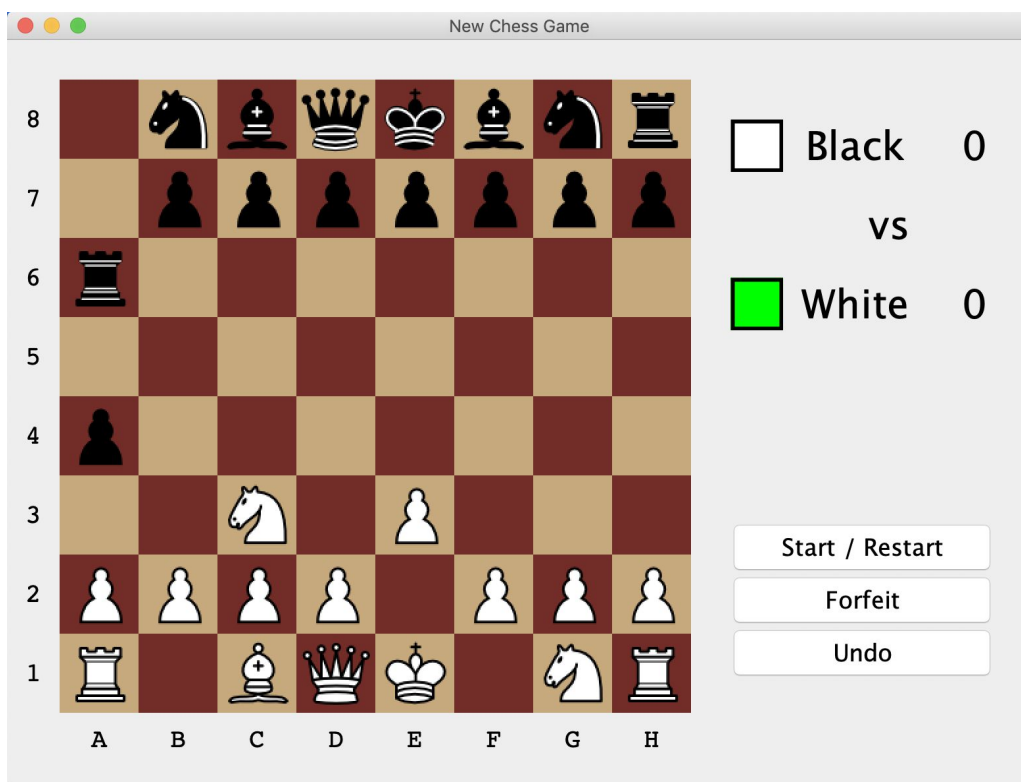 New Chess Game
8
7
6
5
4
3
2
1
A B C D E F G H
Black 0
vs
White 0
Start / Restart
Forfeit
Undo